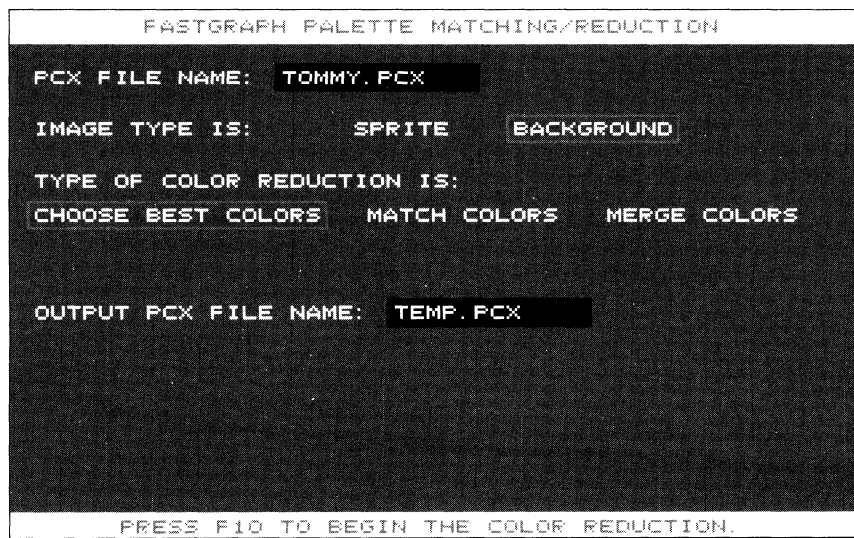 FASTGRAPH PALETTE MATCHING/REDUCTION
PCX FILE NAME: TOMMY.PCX
IMAGE TYPE IS: SPRITE BACKGROUND
TYPE OF COLOR REDUCTION IS:
CHOOSE BEST COLORS MATCH COLORS MERGE COLORS
OUTPUT PCX FILE NAME: TEMP.PCX
PRESS F10 TO BEGIN THE COLOR REDUCTION.